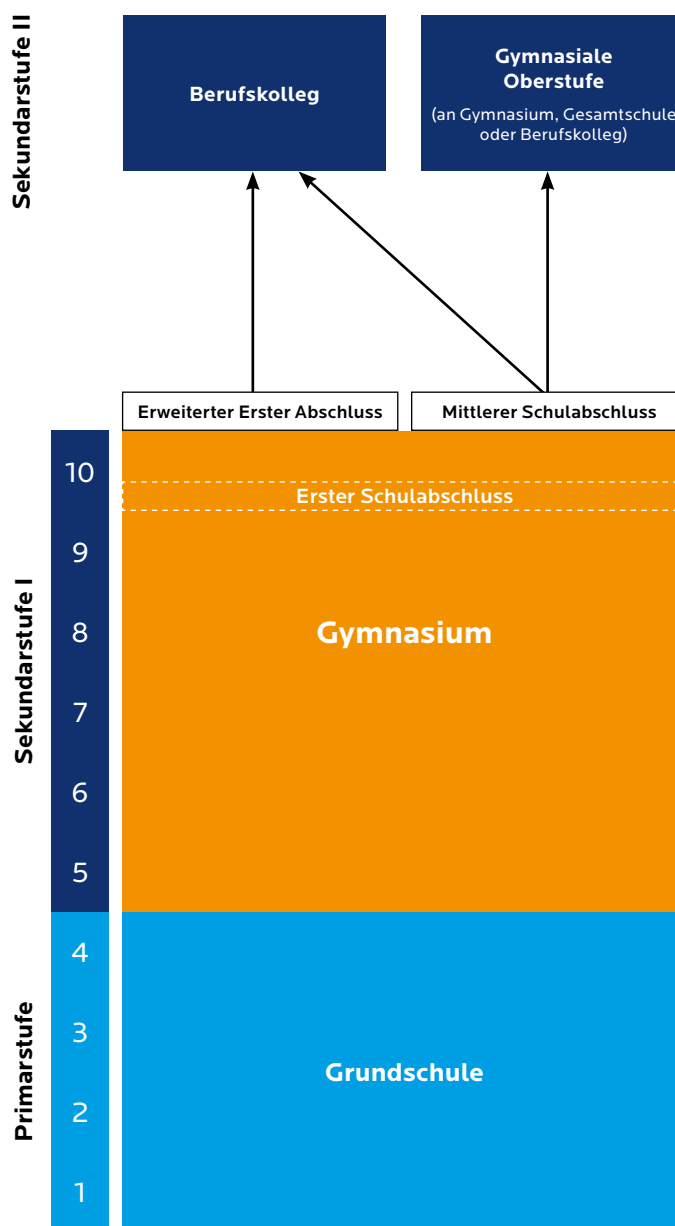 Sekundarstufe II
Berufskolleg
Gymnasiale
Oberstufe
(an Gymnasium, Gesamtschule
oder Berufskolleg)
Erweiterter Erster Abschluss
Mittlerer Schulabschluss
Sekundarstufe I
10
Erster Schulabschluss
9
8
Gymnasium
7
6
5
Primarstufe
4
3
Grundschule
2
1